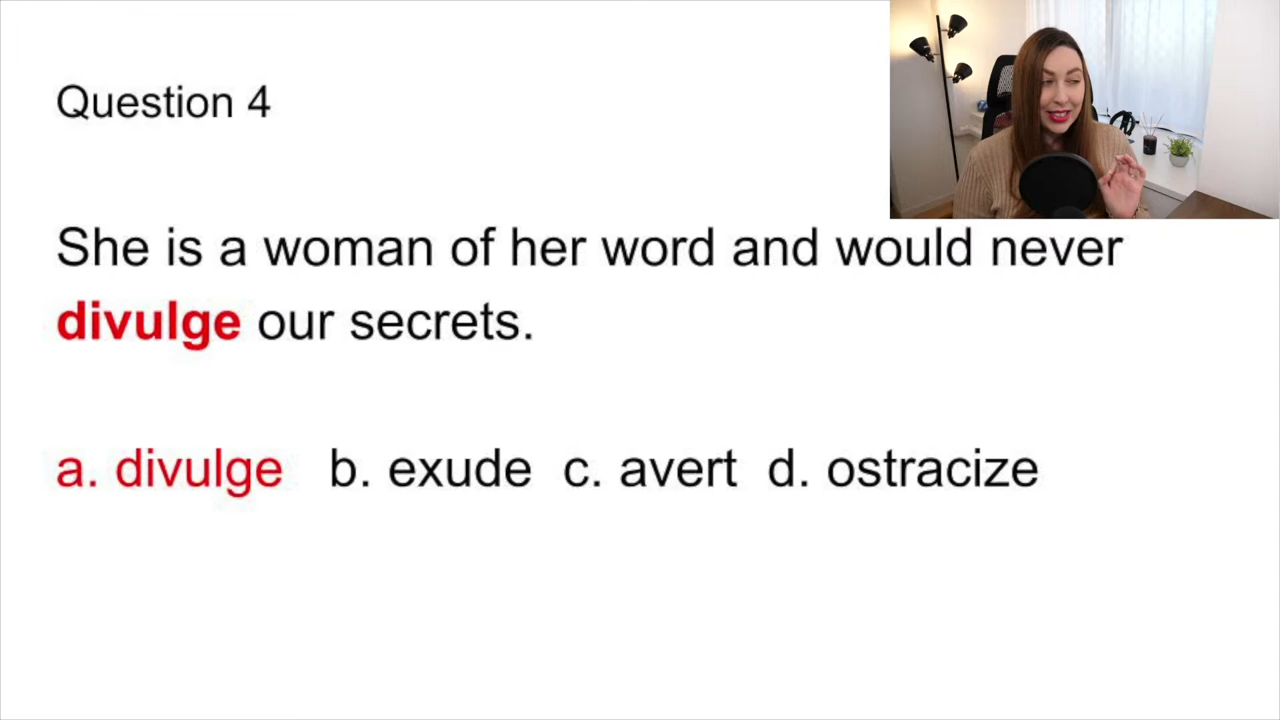 Question 4
She is a woman of her word and would never
divulge our secrets.
a. divulge b. exude c. avert d. ostracize